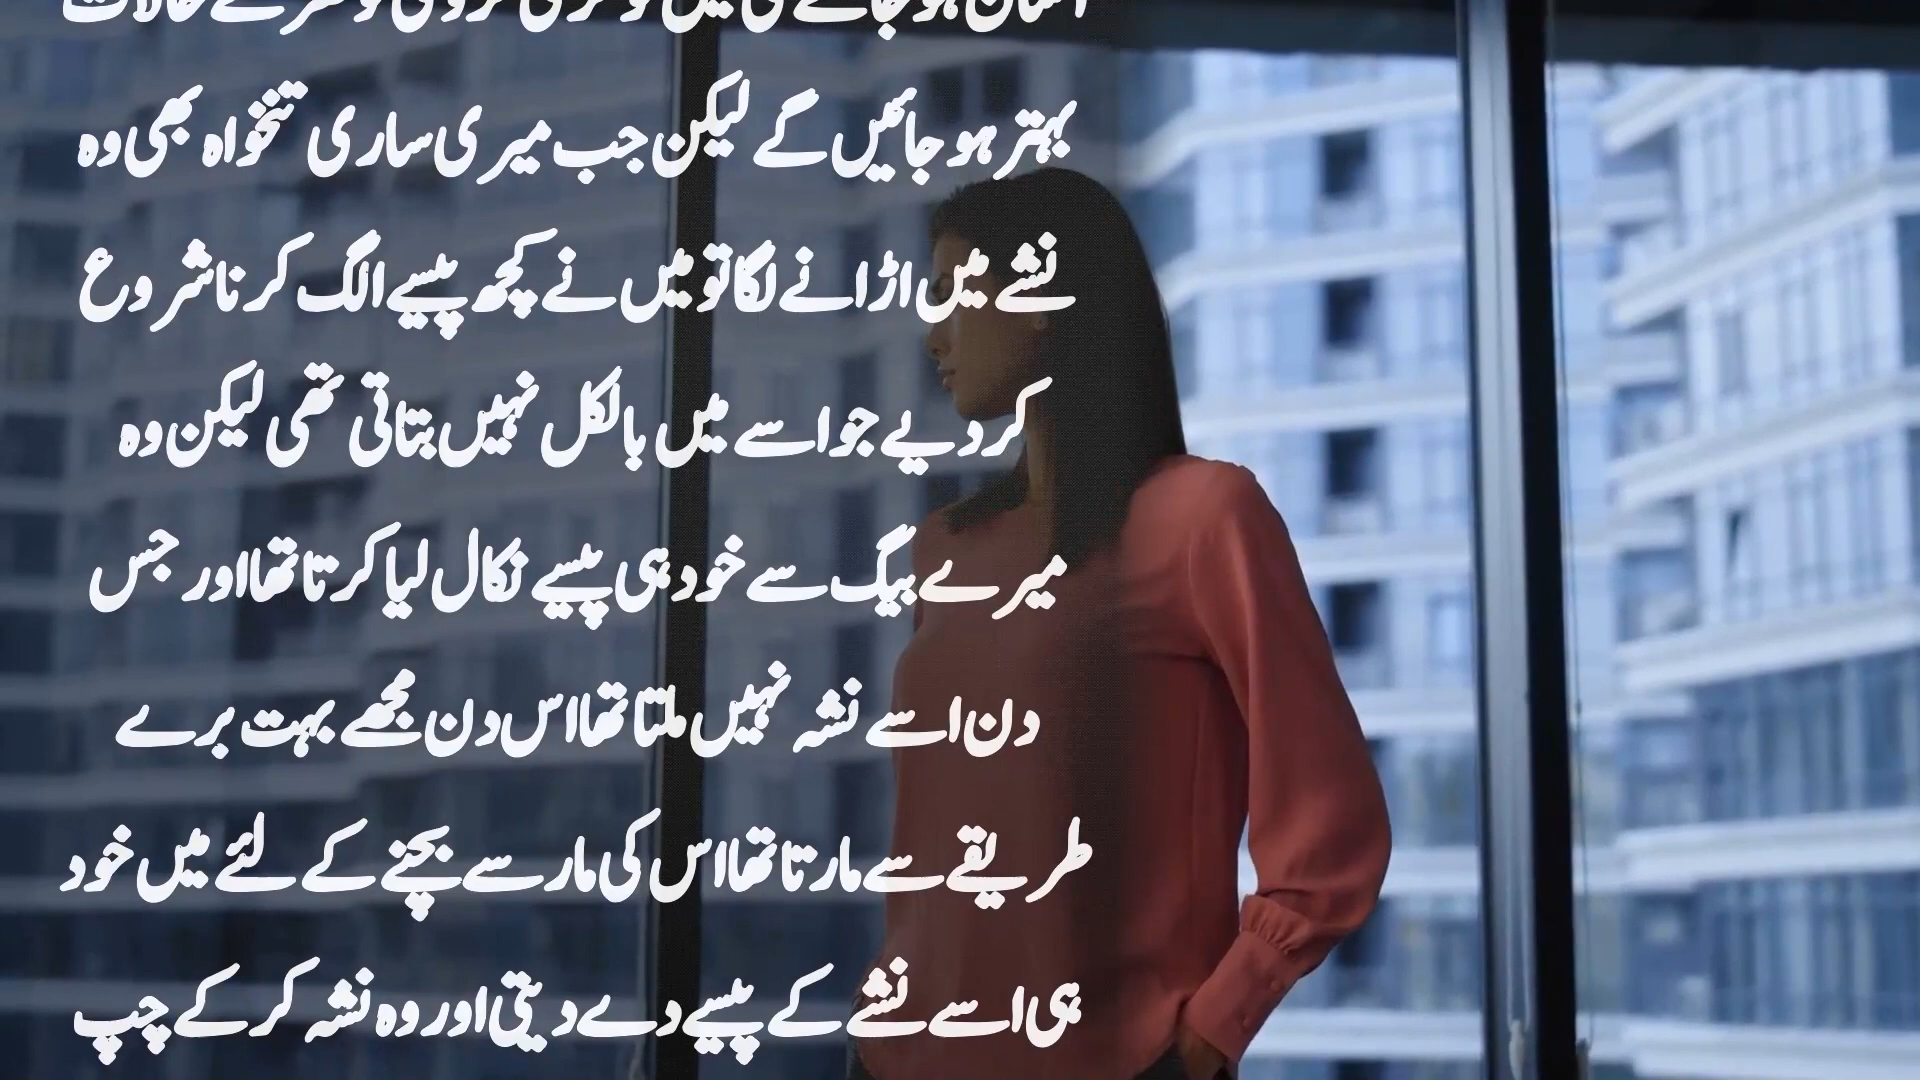 بہتر ہو جائیں گے لیکن جب میری ساری تنخواہ بھی وہ
نشے میں اڑانے لگا تو میں نے کچھ پیسے الگ کرنا شروع
کر دیے جو اسے میں بالکل نہیں بتاتی تھی لیکن وہ
میرے بیگ سے خود ہی پیسے نکال لیا کرتا تھا اور جس
دن اسے نشہ نہیں ملتا تھا اس دن مجھے بہت برے
طریقے سے مارتا تھا اس کی مار سے بچنے کے لئے میں خود
ہی اسے نشے کے پیسے دے دیتی اور وہ نشہ کر کے چپ